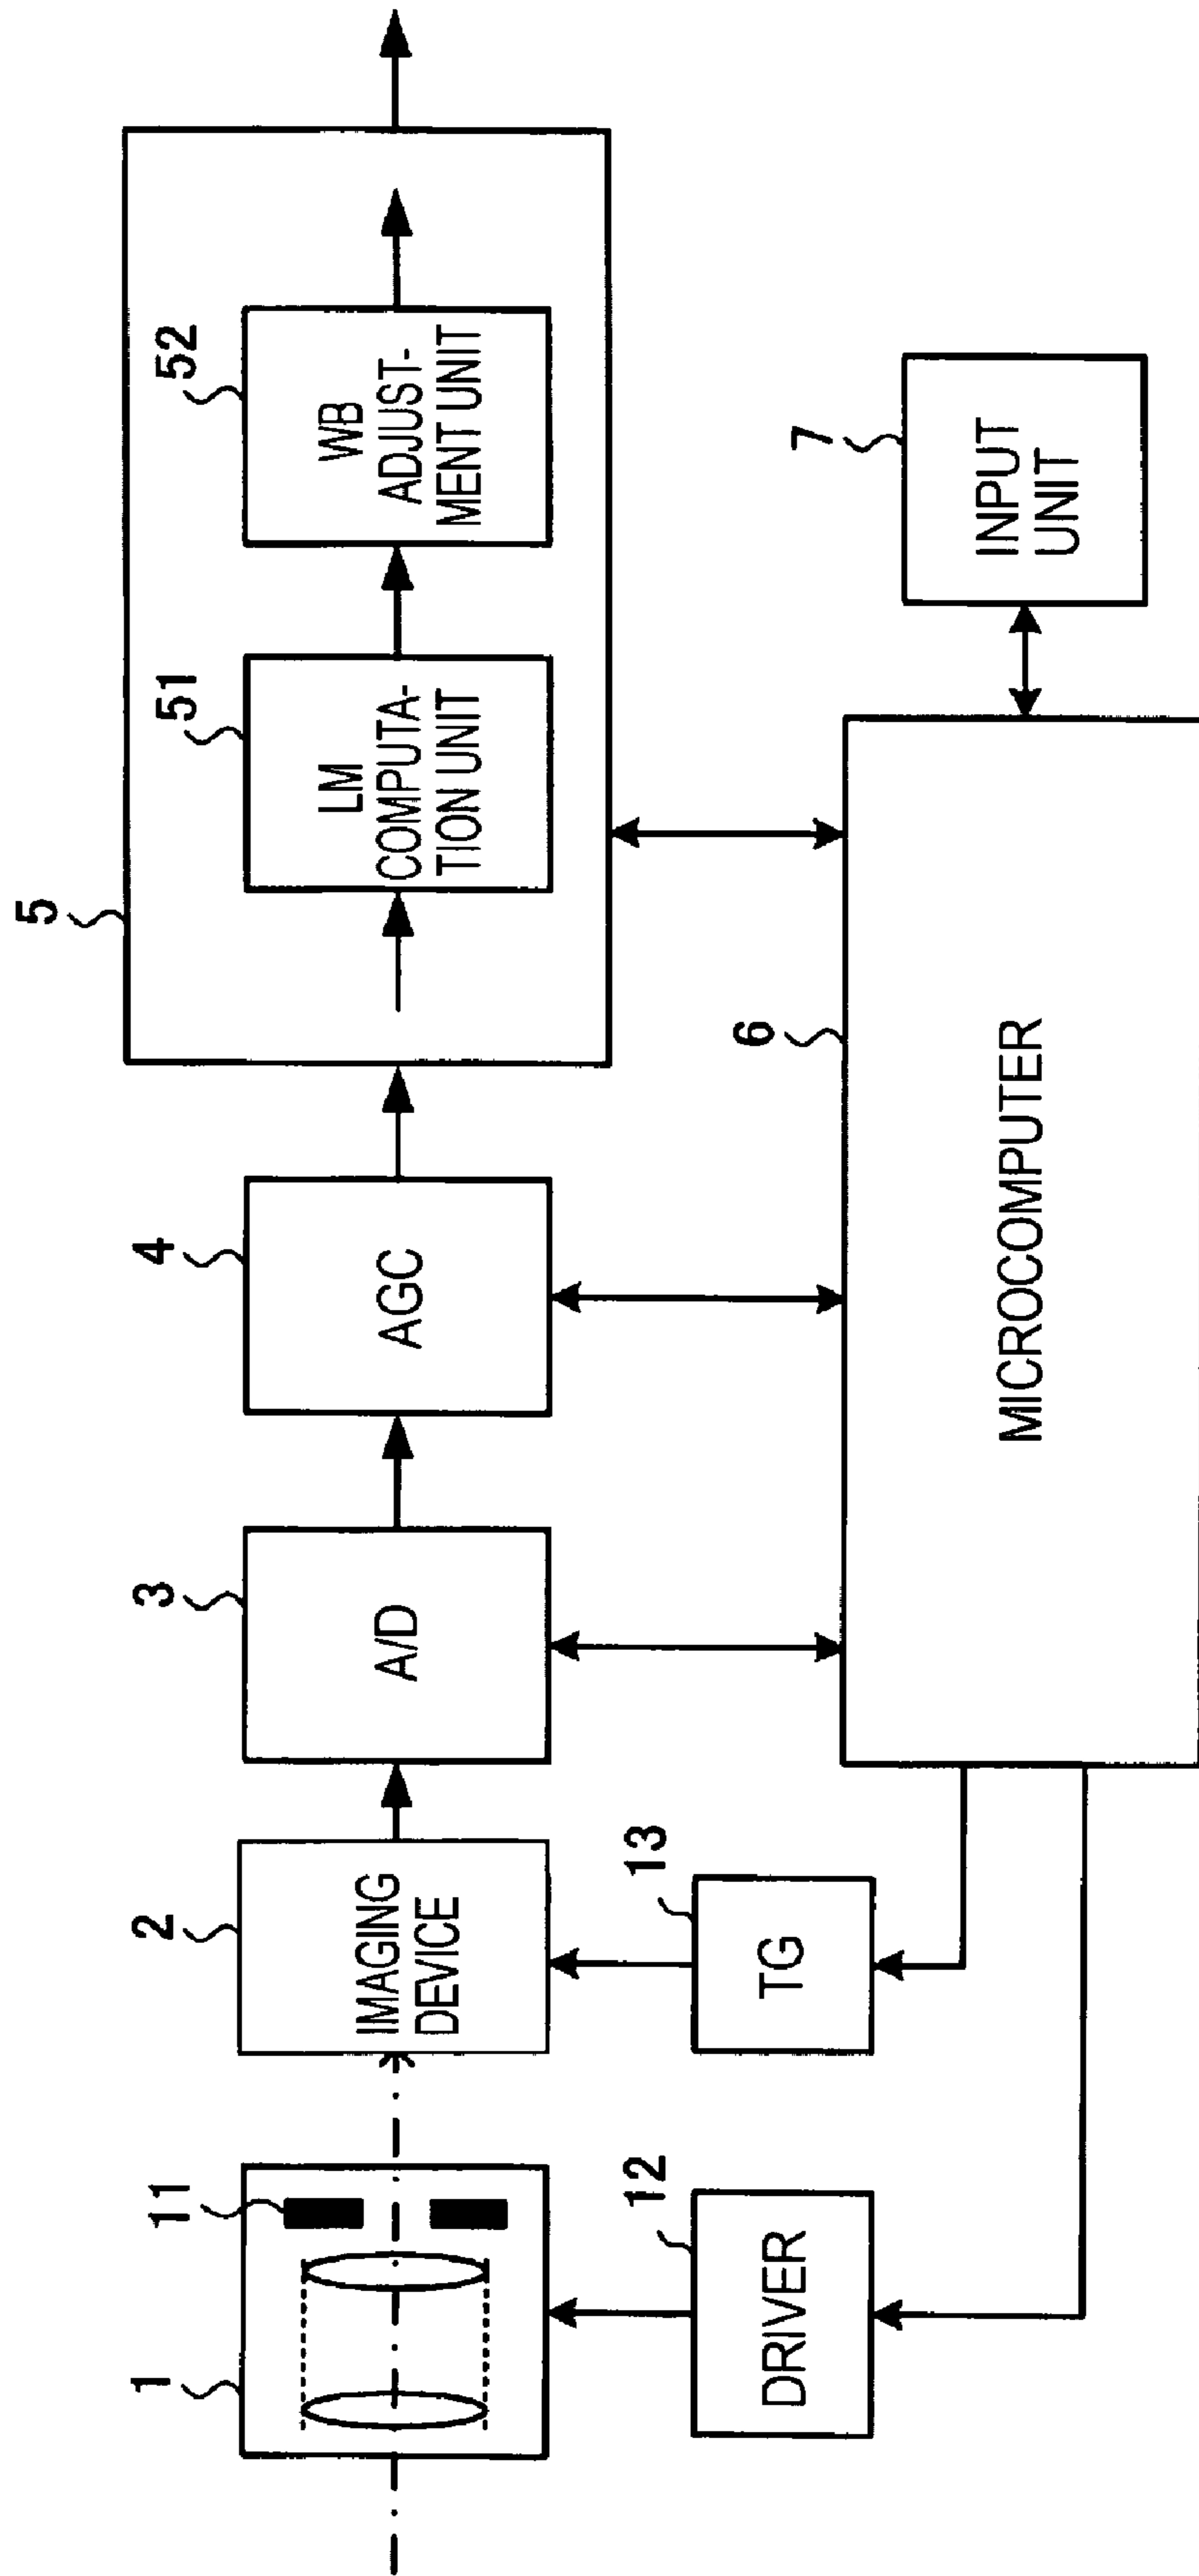 1
11
2
IMAGING
DEVICE
3
A/D
4
AGC
5
51
LM
COMPUTA-
TION UNIT
52
WB
ADJUST-
MENT UNIT
12
DRIVER
13
TG
6
MICROCOMPUTER
7
INPUT
UNIT